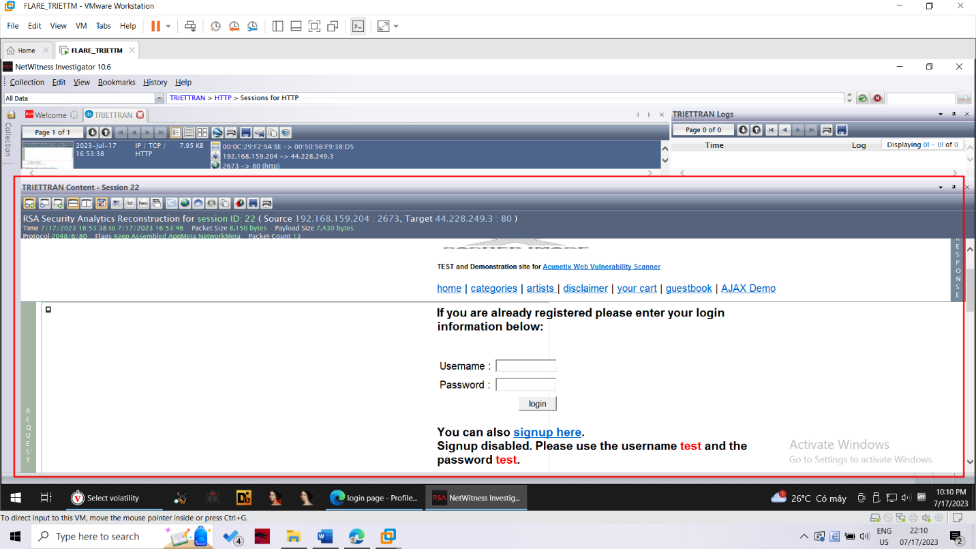 FLARE_TRIETTM - VMware Workstation
File Edit View VM Tabs Help
Home FLARE_TRIETTM
NetWitness Investigator 10.6
Collection Edit View Bookmarks History Help
All Data TRIETTRAN > HTTP > Sessions for HTTP
Welcome TRIETTRAN
TRIETTRAN Logs
Collection
Page 1 of 1
Page 0 of 0
2023-Jul-17 16:53:38 IP / TCP / HTTP 7.95 KB 00:0C:29:F2:9A:8E -> 00:50:56:F9:38:D5
192.168.159.204 -> 44.228.249.3
2673 -> 80 (http)
Time Log Displaying 0l - 0l of 0
TRIETTRAN Content - Session 22
RSA Security Analytics Reconstruction for session ID: 22 ( Source 192.168.159.204 : 2673, Target 44.228.249.3 : 80 )
Time 7/17/2023 16:53:38 to 7/17/2023 16:53:46 Packet Size 8,150 bytes Payload Size 7,430 bytes
Protocol 2048/6/80 Flags Keep Assembled AppMeta NetworkMeta Packet Count 13
RESPONSE
TEST and Demonstration site for Acunetix Web Vulnerability Scanner
home | categories | artists | disclaimer | your cart | guestbook | AJAX Demo
If you are already registered please enter your login
information below:
Username :
Password :
login
REQUEST
You can also signup here.
Signup disabled. Please use the username test and the
password test.
Activate Windows
Go to Settings to activate Windows.
Select volatility
login page - Profile...
RSA NetWitness Investig...
26°C Có mây
10:10 PM
7/17/2023
To direct input to this VM, move the mouse pointer inside or press Ctrl+G.
Type here to search
4
ENG
US
22:10
07/17/2023
2